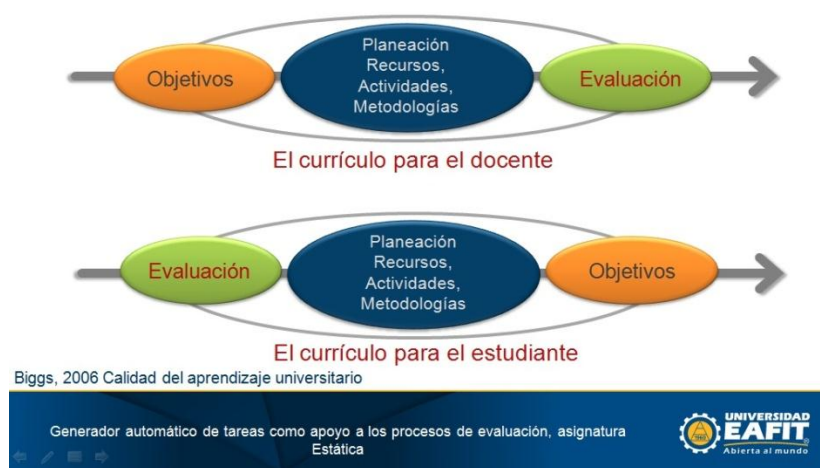 Objetivos
Planeación
Recursos,
Actividades,
Metodologías
Evaluación
El currículo para el docente
Evaluación
Planeación
Recursos,
Actividades,
Metodologías
Objetivos
El currículo para el estudiante
Biggs, 2006 Calidad del aprendizaje universitario
Generador automático de tareas como apoyo a los procesos de evaluación, asignatura
Estática
UNIVERSIDAD
EAFIT
Abierta al mundo